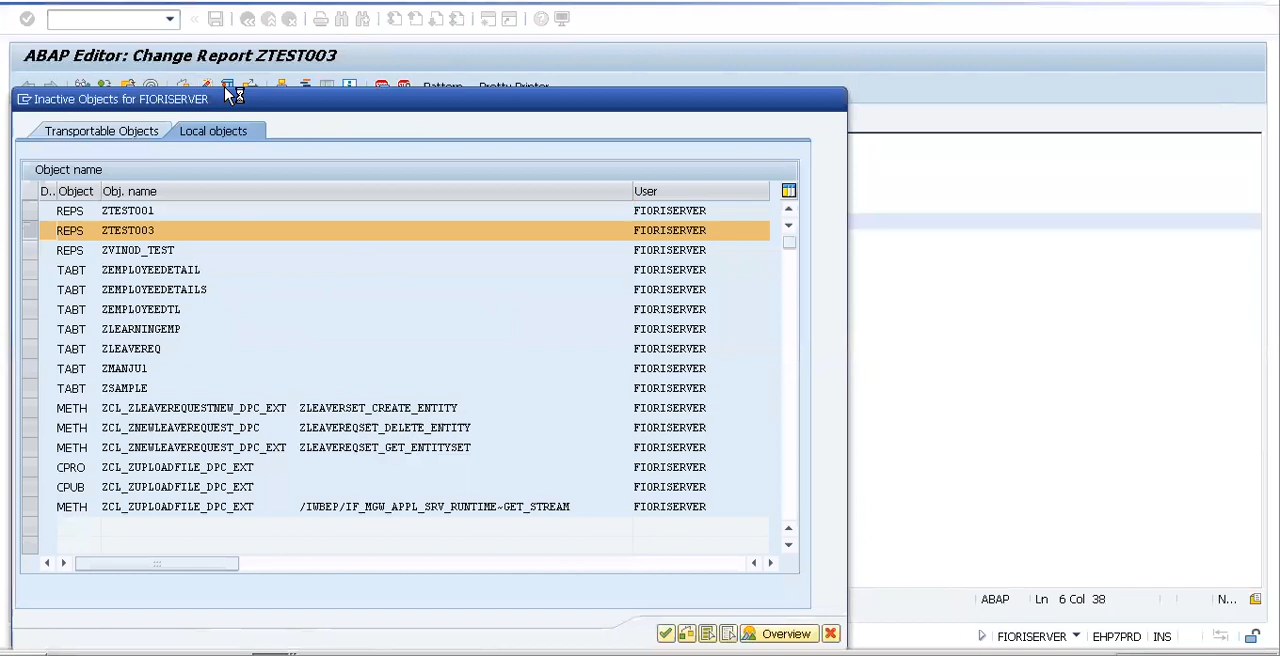 ABAP Editor: Change Report ZTEST003
Pattern Pretty Printer
Inactive Objects for FIORISERVER
Transportable Objects Local objects
Object name
D.. Object Obj. name User
REPS ZTEST001 FIORISERVER
REPS ZTEST003 FIORISERVER
REPS ZVINOD_TEST FIORISERVER
TABT ZEMPLOYEEDETAIL FIORISERVER
TABT ZEMPLOYEEDETAILS FIORISERVER
TABT ZEMPLOYEEDTL FIORISERVER
TABT ZLEARNINGEMP FIORISERVER
TABT ZLEAVEREQ FIORISERVER
TABT ZMANJU1 FIORISERVER
TABT ZSAMPLE FIORISERVER
METH ZCL_ZLEAVEREQUESTNEW_DPC_EXT ZLEAVERSET_CREATE_ENTITY FIORISERVER
METH ZCL_ZNEWLEAVEREQUEST_DPC ZLEAVEREQSET_DELETE_ENTITY FIORISERVER
METH ZCL_ZNEWLEAVEREQUEST_DPC_EXT ZLEAVEREQSET_GET_ENTITYSET FIORISERVER
CPRO ZCL_ZUPLOADFILE_DPC_EXT FIORISERVER
CPUB ZCL_ZUPLOADFILE_DPC_EXT FIORISERVER
METH ZCL_ZUPLOADFILE_DPC_EXT /IWBEP/IF_MGW_APPL_SRV_RUNTIME~GET_STREAM FIORISERVER
ABAP Ln 6 Col 38 N...
Overview
FIORISERVER EHP7PRD INS